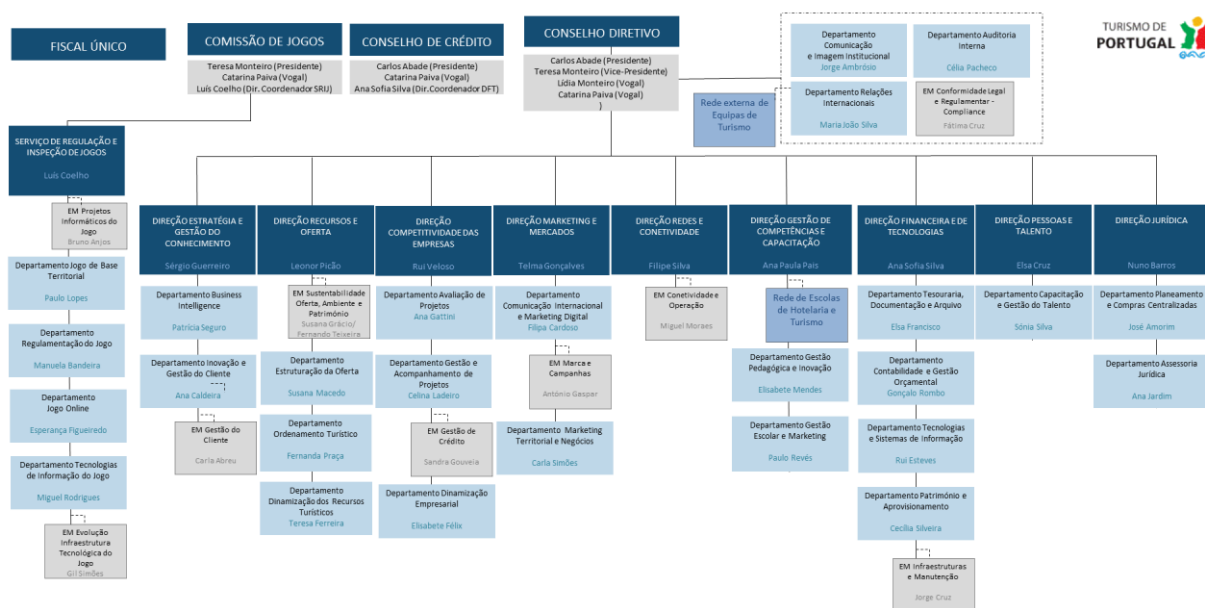 FISCAL ÚNICO
COMISSÃO DE JOGOS
Teresa Monteiro (Presidente)
Catarina Paiva (Vogal)
Luís Coelho (Dir. Coordenador SRIJ)
CONSELHO DE CRÉDITO
Carlos Abade (Presidente)
Catarina Paiva (Vogal)
Ana Sofia Silva (Dir.Coordenador DFT)
CONSELHO DIRETIVO
Carlos Abade (Presidente)
Teresa Monteiro (Vice-Presidente)
Lídia Monteiro (Vogal)
Catarina Paiva (Vogal)
)
Rede externa de
Equipas de
Turismo
Departamento
Comunicação
e Imagem Institucional
Jorge Ambrósio
Departamento Auditoria
Interna
Célia Pacheco
Departamento Relações
Internacionais
Maria João Silva
EM Conformidade Legal
e Regulamentar -
Compliance
Fátima Cruz
TURISMO DE
PORTUGAL
SERVIÇO DE REGULAÇÃO E
INSPEÇÃO DE JOGOS
Luís Coelho
EM Projetos
Informáticos do
Jogo
Bruno Anjos
Departamento Jogo de Base
Territorial
Paulo Lopes
Departamento
Regulamentação do Jogo
Manuela Bandeira
Departamento
Jogo Online
Esperança Figueiredo
Departamento Tecnologias
de Informação do Jogo
Miguel Rodrigues
EM Evolução
Infraestrutura
Tecnológica do
Jogo
Gil Simões
DIREÇÃO ESTRATÉGIA E
GESTÃO DO
CONHECIMENTO
Sérgio Guerreiro
Departamento Business
Intelligence
Patrícia Seguro
Departamento Inovação e
Gestão do Cliente
Ana Caldeira
EM Gestão do
Cliente
Carla Abreu
DIREÇÃO RECURSOS E
OFERTA
Leonor Picão
EM Sustentabilidade
Oferta, Ambiente e
Património
Susana Grácio/
Fernando Teixeira
Departamento
Estruturação da Oferta
Susana Macedo
Departamento
Ordenamento Turístico
Fernanda Praça
Departamento
Dinamização dos Recursos
Turísticos
Teresa Ferreira
DIREÇÃO
COMPETITIVIDADE DAS
EMPRESAS
Rui Veloso
Departamento Avaliação de
Projetos
Ana Gattini
Departamento Gestão e
Acompanhamento de
Projetos
Celina Ladeiro
EM Gestão de
Crédito
Sandra Gouveia
Departamento Dinamização
Empresarial
Elisabete Félix
DIREÇÃO MARKETING E
MERCADOS
Telma Gonçalves
Departamento
Comunicação Internacional
e Marketing Digital
Filipa Cardoso
EM Marca e
Campanhas
António Gaspar
Departamento Marketing
Territorial e Negócios
Carla Simões
DIREÇÃO REDES E
CONETIVIDADE
Filipe Silva
EM Conetividade e
Operação
Miguel Moraes
DIREÇÃO GESTÃO DE
COMPETÊNCIAS E
CAPACITAÇÃO
Ana Paula Pais
Rede de Escolas
de Hotelaria e
Turismo
Departamento Gestão
Pedagógica e Inovação
Elisabete Mendes
Departamento Gestão
Escolar e Marketing
Paulo Revés
DIREÇÃO FINANCEIRA E DE
TECNOLOGIAS
Ana Sofia Silva
Departamento Tesouraria,
Documentação e Arquivo
Elsa Francisco
Departamento
Contabilidade e Gestão
Orçamental
Gonçalo Rombo
Departamento Tecnologias
e Sistemas de Informação
Rui Esteves
Departamento Património e
Aprovisionamento
Cecília Silveira
EM Infraestruturas
e Manutenção
Jorge Cruz
DIREÇÃO PESSOAS E
TALENTO
Elsa Cruz
Departamento Capacitação
e Gestão do Talento
Sónia Silva
DIREÇÃO JURÍDICA
Nuno Barros
Departamento Planeamento
e Compras Centralizadas
José Amorim
Departamento Assessoria
Jurídica
Ana Jardim